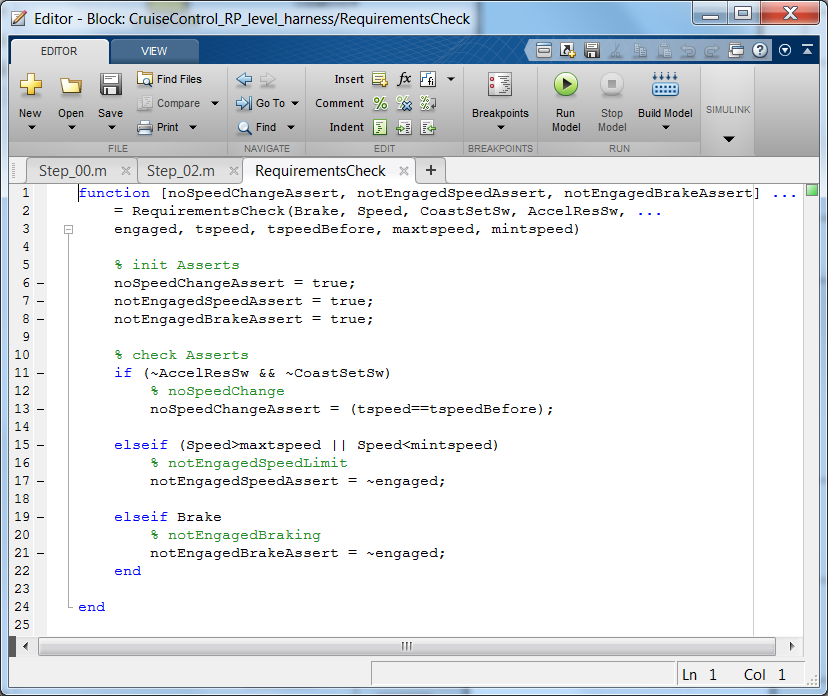 Editor - Block: CruiseControl_RP_level_harness/RequirementsCheck
EDITOR VIEW
New Open Save Find Files Compare Print
Go To Find
Insert Comment Indent
fx
Breakpoints
Run Model Stop Model Build Model
SIMULINK
FILE NAVIGATE EDIT BREAKPOINTS RUN
Step_00.m Step_02.m RequirementsCheck +
1 function [noSpeedChangeAssert, notEngagedSpeedAssert, notEngagedBrakeAssert] ...
2 = RequirementsCheck(Brake, Speed, CoastSetSw, AccelResSw, ...
3 engaged, tspeed, tspeedBefore, maxtspeed, mintspeed)
4
5 % init Asserts
6 – noSpeedChangeAssert = true;
7 – notEngagedSpeedAssert = true;
8 – notEngagedBrakeAssert = true;
9
10 % check Asserts
11 – if (~AccelResSw && ~CoastSetSw)
12 % noSpeedChange
13 – noSpeedChangeAssert = (tspeed==tspeedBefore);
14
15 – elseif (Speed>maxtspeed || Speed<mintspeed)
16 % notEngagedSpeedLimit
17 – notEngagedSpeedAssert = ~engaged;
18
19 – elseif Brake
20 % notEngagedBraking
21 – notEngagedBrakeAssert = ~engaged;
22 end
23
24 end
25
Ln 1 Col 1